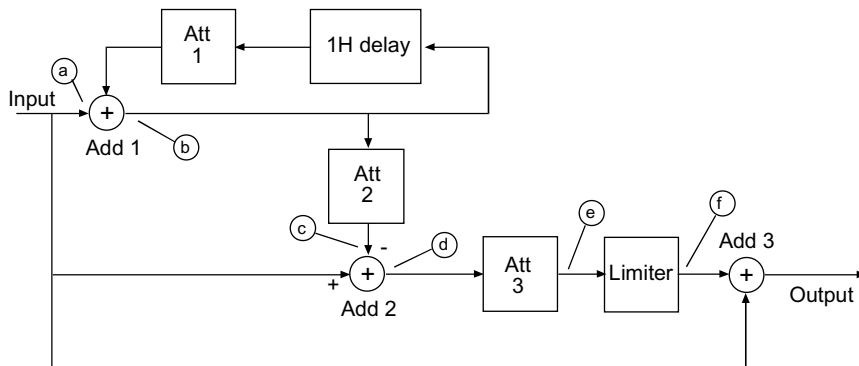 Att
1
1H delay
a
Input
+
Add 1
b
Att
2
c
-
d
e
f
Add 3
+
+
Add 2
Att
3
Limiter
+
Output